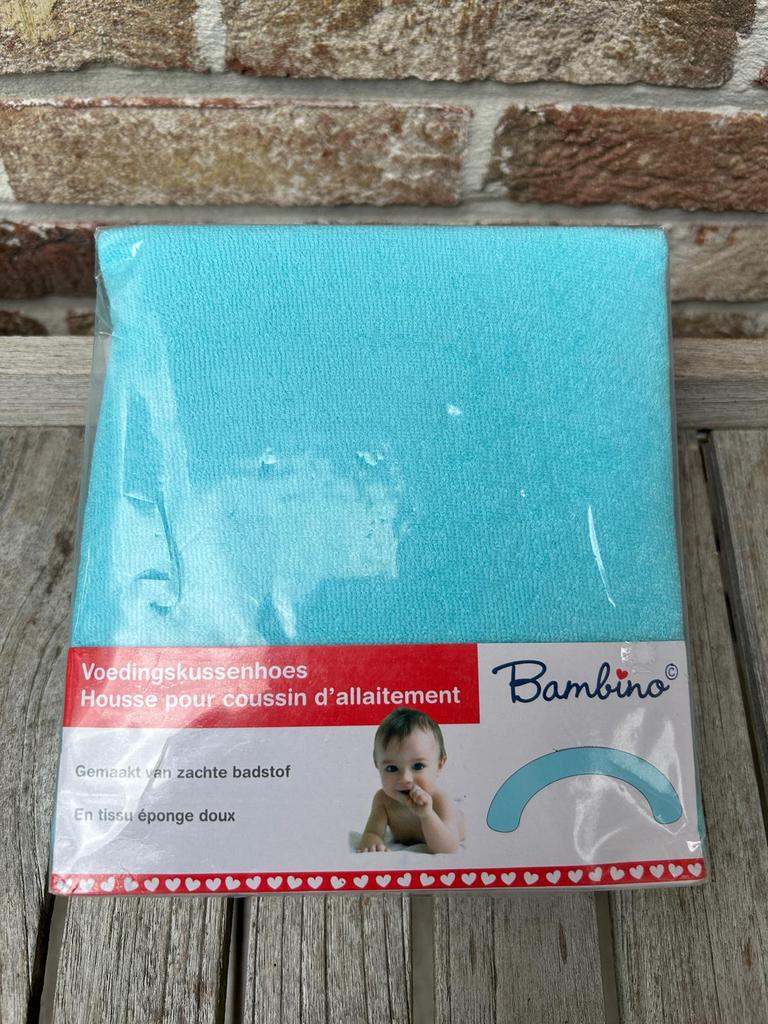 Voedingskussenhoes
Housse pour coussin d'allaitement
Bambino©
Gemaakt van zachte badstof
En tissu éponge doux